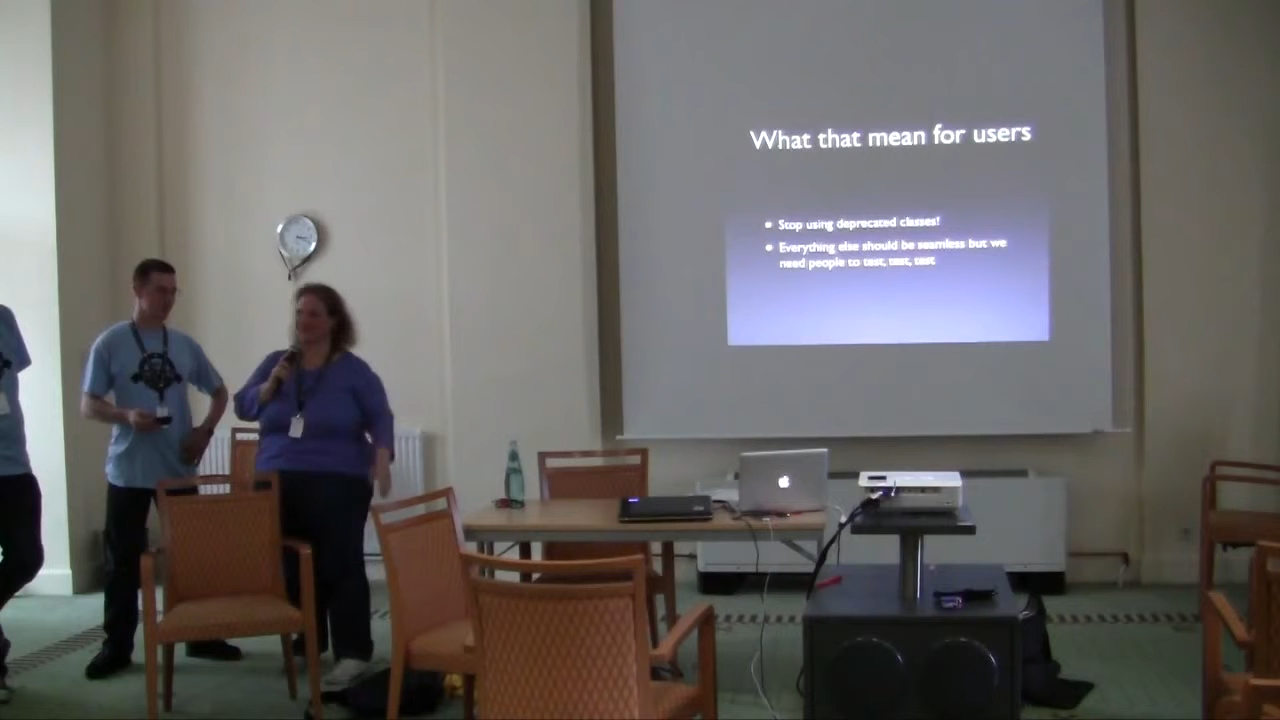 What that mean for users
Stop using deprecated classes!
Everything else should be seamless but we
need people to test, test, test